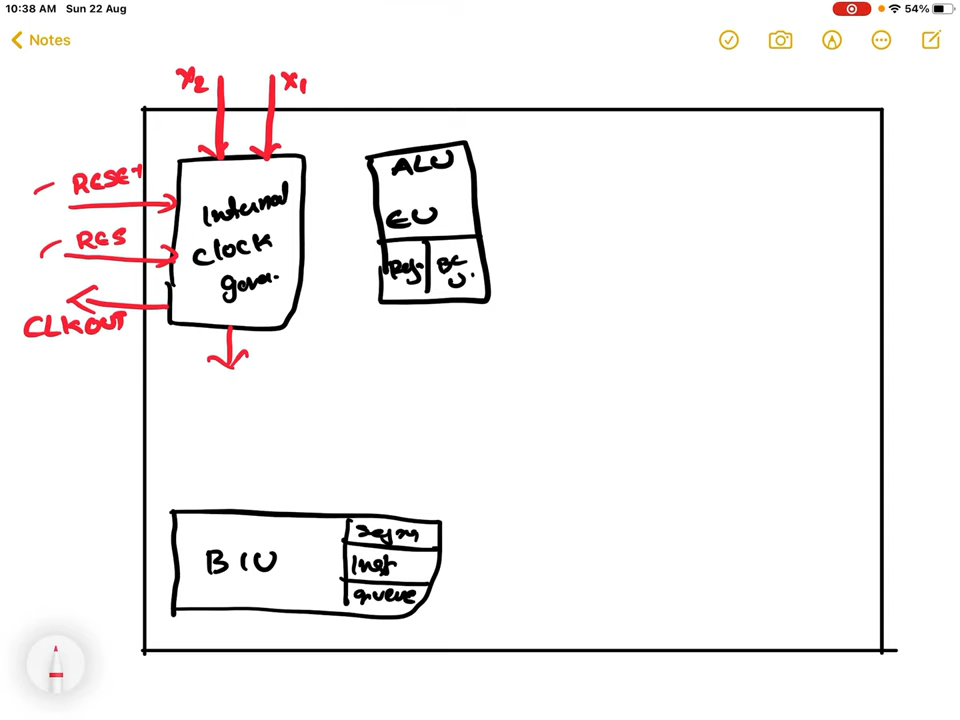 10:38 AM Sun 22 Aug
54%
Notes
X2 X1
RESET
RES
CLKOUT
Internal
clock
ALU
EU
Reg.
BIU
segm
Inst
queue